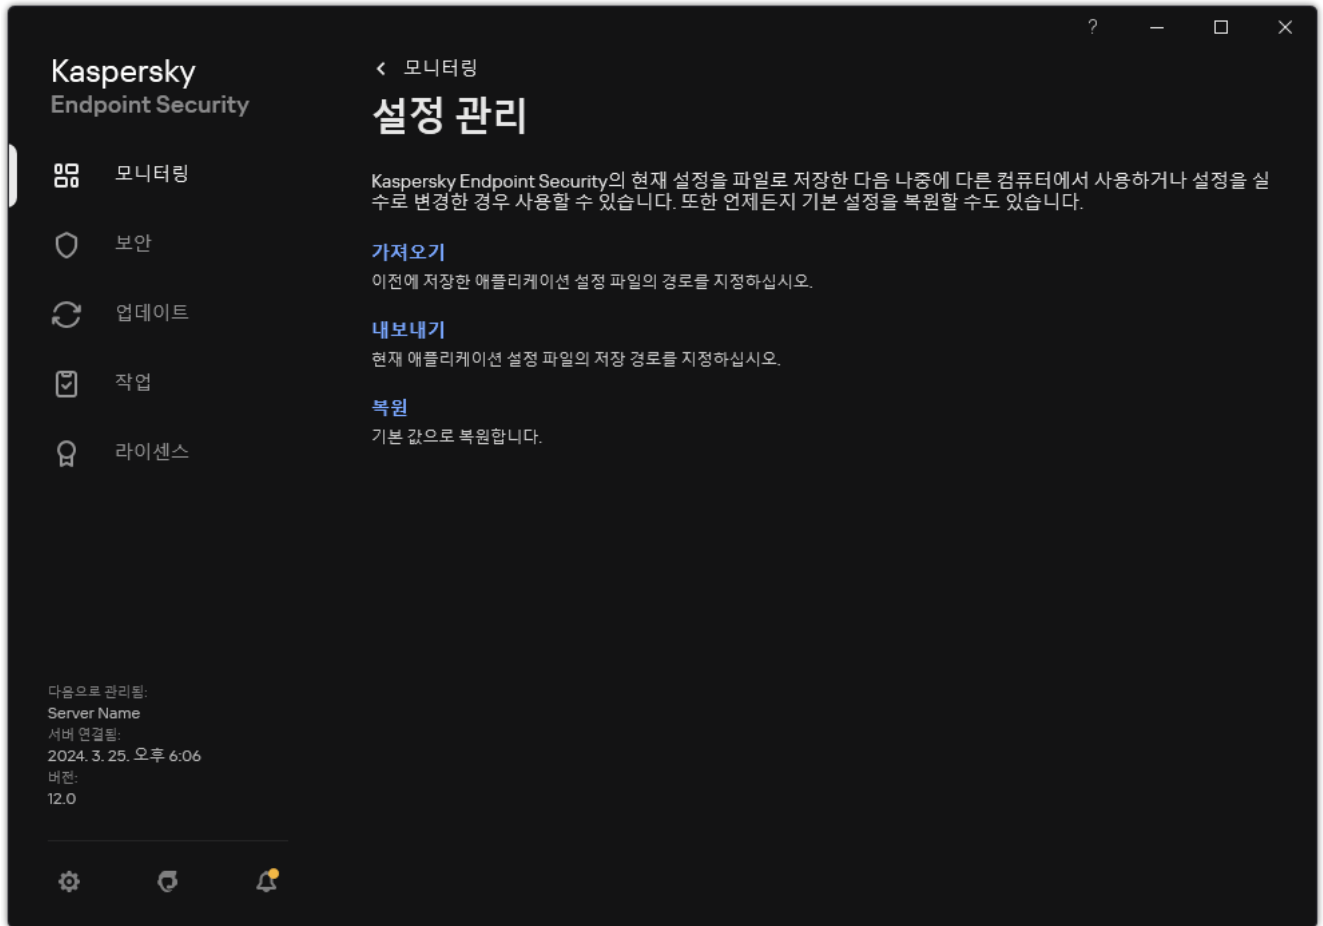 ?
Kaspersky
Endpoint Security
모니터링
보안
업데이트
작업
라이센스
다음으로 관리됨:
Server Name
서버 연결됨:
2024. 3. 25. 오후 6:06
버전:
12.0
모니터링
설정 관리
Kaspersky Endpoint Security의 현재 설정을 파일로 저장한 다음 나중에 다른 컴퓨터에서 사용하거나 설정을 실
수로 변경한 경우 사용할 수 있습니다. 또한 언제든지 기본 설정을 복원할 수도 있습니다.
가져오기
이전에 저장한 애플리케이션 설정 파일의 경로를 지정하십시오.
내보내기
현재 애플리케이션 설정 파일의 저장 경로를 지정하십시오.
복원
기본 값으로 복원합니다.